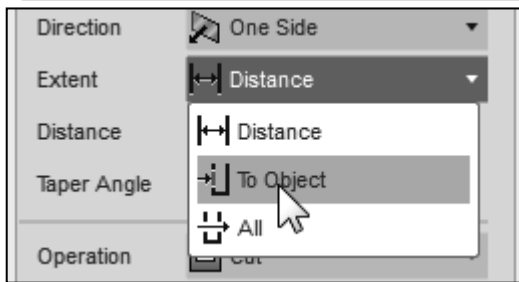 Direction One Side
Extent Distance
Distance Distance
Taper Angle To Object
All
Operation Cut